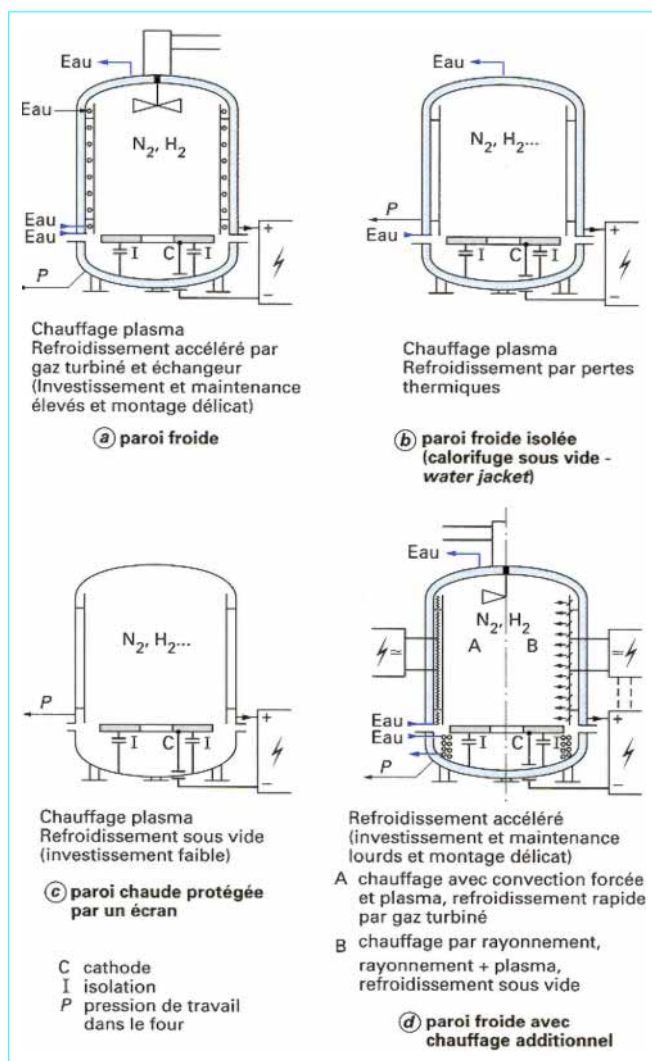 Eau
Eau
N2, H2
Eau
Eau
P
I
C
I
+
−
Chauffage plasma
Refroidissement accéléré par
gaz turbiné et échangeur
(Investissement et maintenance
élevés et montage délicat)
a paroi froide
Eau
N2, H2...
P
Eau
I
C
I
+
−
Chauffage plasma
Refroidissement par pertes
thermiques
b paroi froide isolée
(calorifuge sous vide -
water jacket)
N2, H2...
P
I
C
I
+
−
Chauffage plasma
Refroidissement sous vide
(investissement faible)
c paroi chaude protégée
par un écran
C cathode
I isolation
P pression de travail
dans le four
Eau
N2, H2
A B
≃
=
Eau
Eau
P
I
C
I
+
−
Refroidissement accéléré
(investissement et maintenance
lourds et montage délicat)
A chauffage avec convection forcée
et plasma, refroidissement rapide
par gaz turbiné
B chauffage par rayonnement,
rayonnement + plasma,
refroidissement sous vide
d paroi froide avec
chauffage additionnel